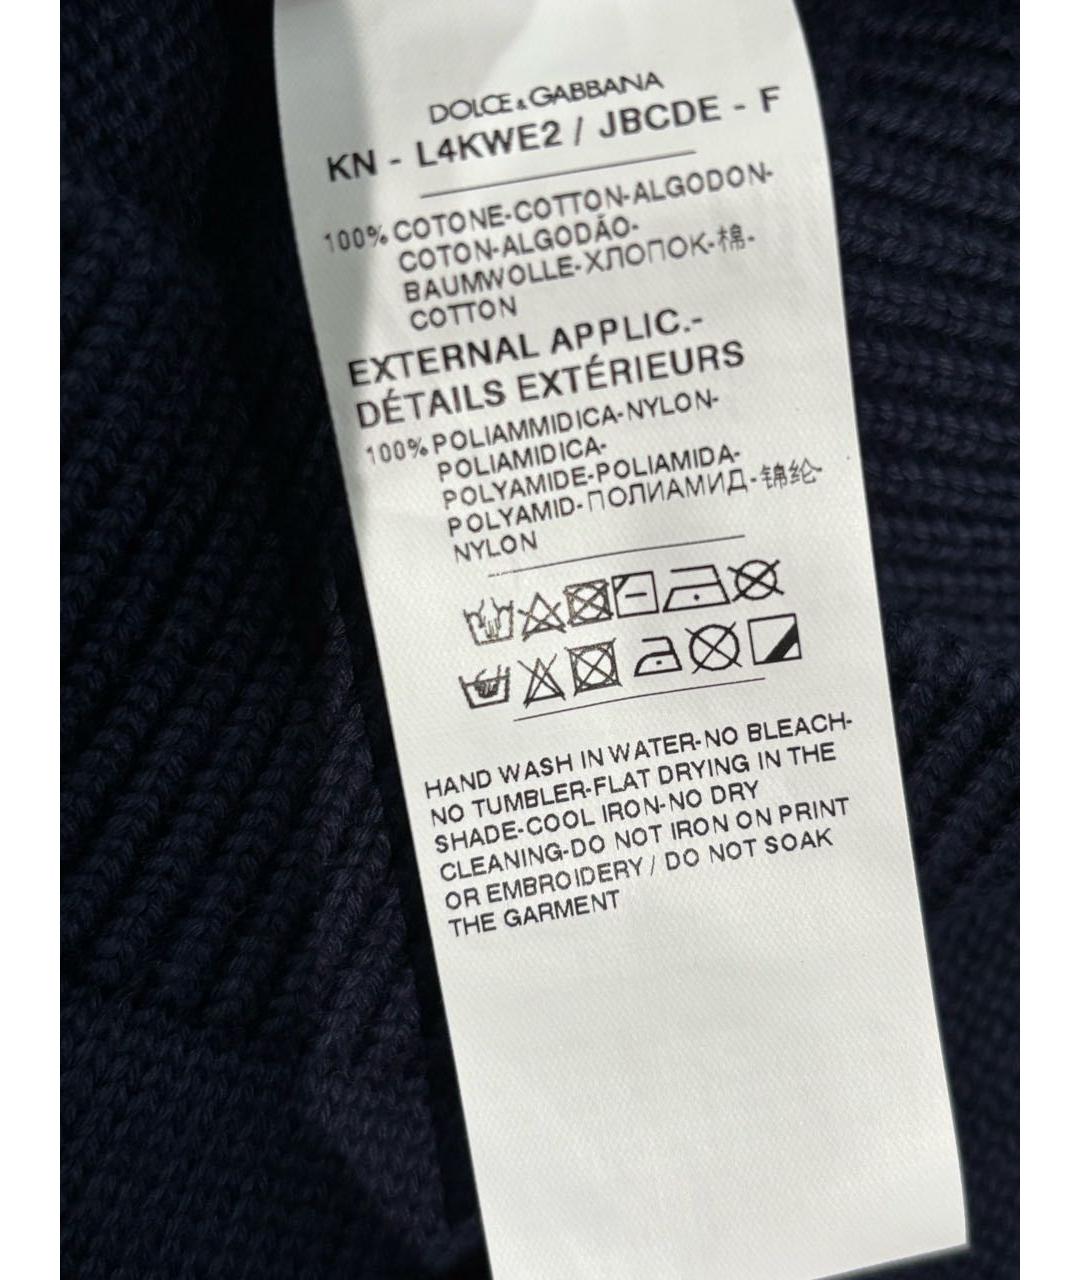 DOLCE & GABBANA
KN - L4KWE2 / JBCDE - F
100% COTONE-COTTON-ALGODON-
COTON-ALGODÃO-
BAUMWOLLE-ХЛОПОК-棉-
COTTON
EXTERNAL APPLIC.-
DÉTAILS EXTÉRIEURS
100% POLIAMMIDICA-NYLON-
POLIAMIDICA-
POLYAMIDE-POLIAMIDA-
POLYAMID-ПОЛИАМИД-锦纶-
NYLON
HAND WASH IN WATER-NO BLEACH-
NO TUMBLER-FLAT DRYING IN THE
SHADE-COOL IRON-NO DRY
CLEANING-DO NOT IRON ON PRINT
OR EMBROIDERY / DO NOT SOAK
THE GARMENT